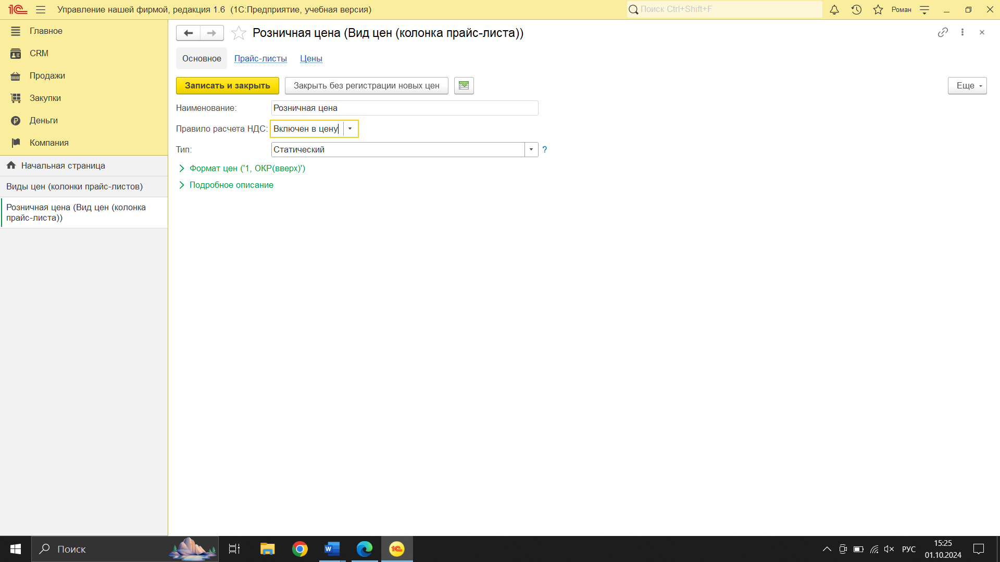 1С Управление нашей фирмой, редакция 1.6 (1С:Предприятие, учебная версия)
Поиск Ctrl+Shift+F
Роман
Главное
CRM
Продажи
Закупки
Деньги
Компания
Начальная страница
Виды цен (колонки прайс-листов)
Розничная цена (Вид цен (колонка
прайс-листа))
Розничная цена (Вид цен (колонка прайс-листа))
Основное Прайс-листы Цены
Записать и закрыть Закрыть без регистрации новых цен Еще
Наименование: Розничная цена
Правило расчета НДС: Включен в цену
Тип: Статический ?
Формат цен ('1, ОКР(вверх)')
Подробное описание
Поиск
РУС
15:25
01.10.2024